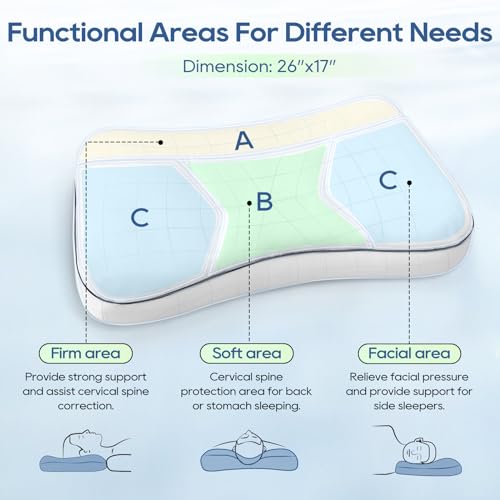 Functional Areas For Different Needs
Dimension: 26″x17″
A
C
B
C
Firm area
Provide strong support
and assist cervical spine
correction.
Soft area
Cervical spine
protection area for back
or stomach sleeping.
Facial area
Relieve facial pressure
and provide support for
side sleepers.